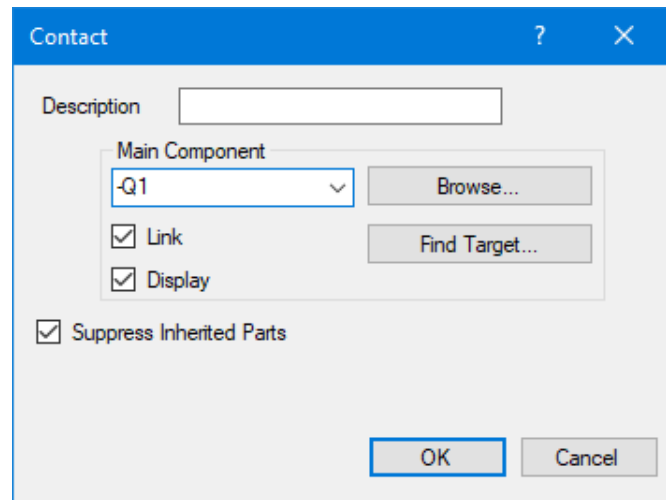 Contact ?
Description
Main Component
-Q1 Browse...
Link Find Target...
Display
Suppress Inherited Parts
OK Cancel